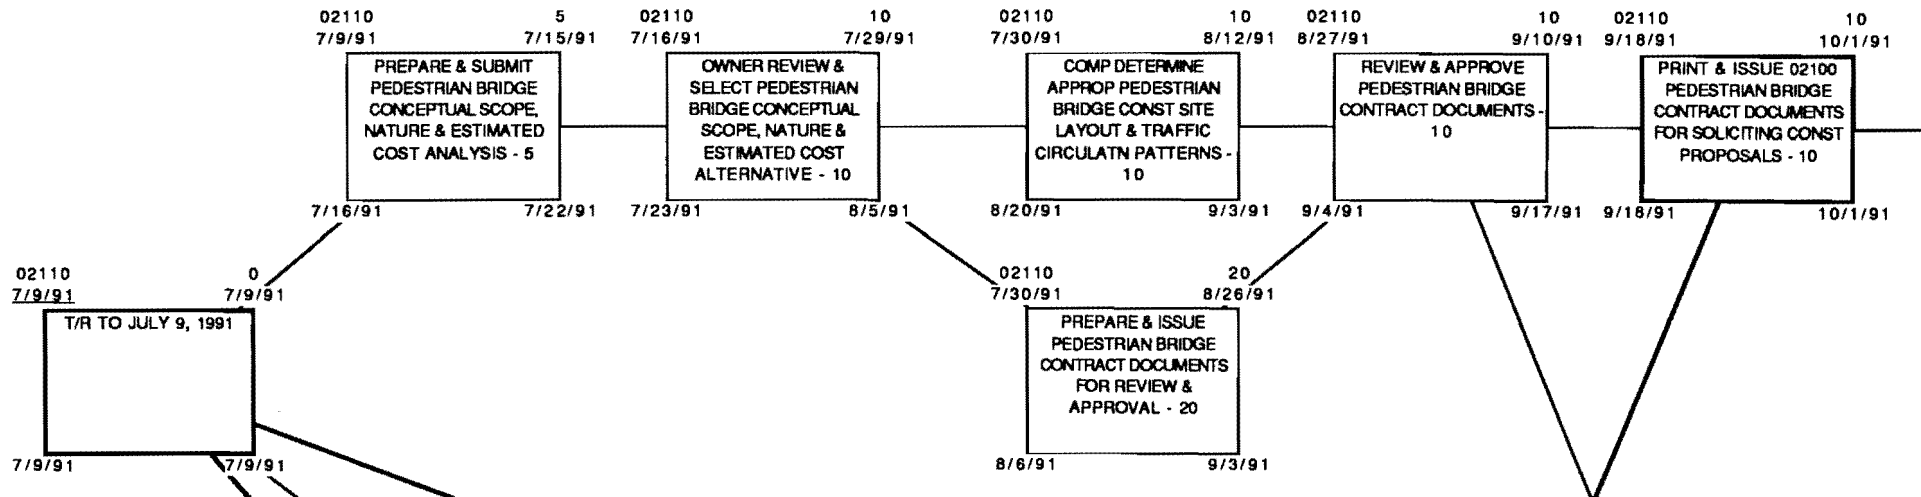 02110 5
7/9/91 7/15/91
PREPARE & SUBMIT
PEDESTRIAN BRIDGE
CONCEPTUAL SCOPE,
NATURE & ESTIMATED
COST ANALYSIS - 5
7/16/91 7/22/91
02110 10
7/16/91 7/29/91
OWNER REVIEW &
SELECT PEDESTRIAN
BRIDGE CONCEPTUAL
SCOPE, NATURE &
ESTIMATED COST
ALTERNATIVE - 10
7/23/91 8/5/91
02110 10
7/30/91 8/12/91
COMP DETERMINE
APPROP PEDESTRIAN
BRIDGE CONST SITE
LAYOUT & TRAFFIC
CIRCULATN PATTERNS -
10
8/20/91 9/3/91
02110 10
8/27/91 9/10/91
REVIEW & APPROVE
PEDESTRIAN BRIDGE
CONTRACT DOCUMENTS -
10
9/4/91 9/17/91
02110 10
9/18/91 10/1/91
PRINT & ISSUE 02100
PEDESTRIAN BRIDGE
CONTRACT DOCUMENTS
FOR SOLICITING CONST
PROPOSALS - 10
9/18/91 10/1/91
02110 0
7/9/91 7/9/91
T/R TO JULY 9, 1991
7/9/91 7/9/91
02110 20
7/30/91 8/26/91
PREPARE & ISSUE
PEDESTRIAN BRIDGE
CONTRACT DOCUMENTS
FOR REVIEW &
APPROVAL - 20
8/6/91 9/3/91